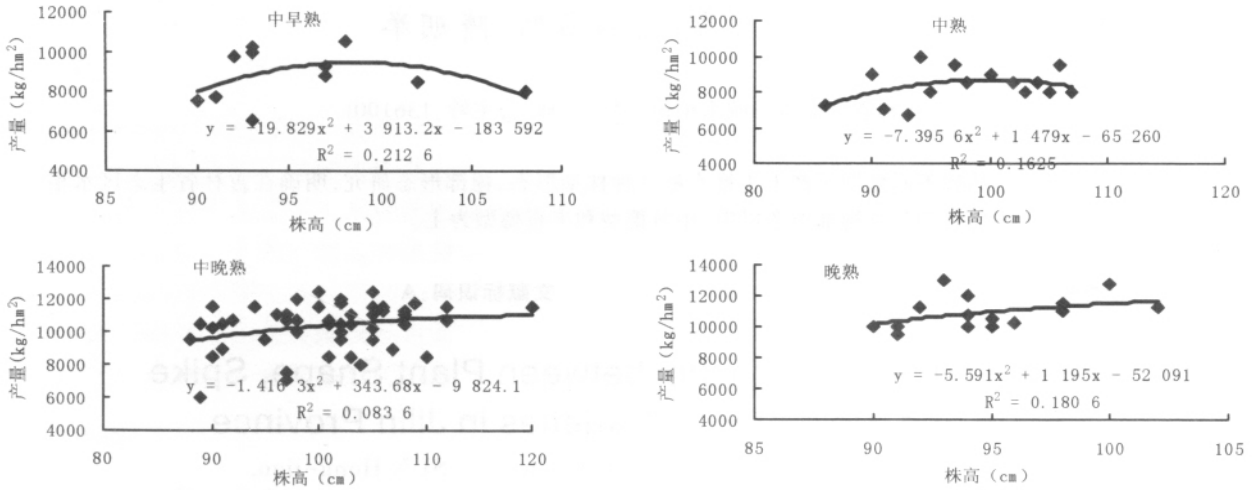 中早熟
产量（kg/hm²）
12000
10000
8000
6000
4000
y = -19.829x² + 3 913.2x - 183 592
R² = 0.212 6
85 90 95 100 105 110
株高（cm）
中熟
产量（kg/hm²）
12000
10000
8000
6000
4000
y = -7.395 6x² + 1 479x - 65 260
R² = 0.1625
80 90 100 110 120
株高（cm）
中晚熟
产量(kg/hm²)
14000
12000
10000
8000
6000
4000
y = -1.416 3x² + 343.68x - 9 824.1
R² = 0.083 6
80 90 100 110 120
株高（cm）
晚熟
产量（kg/hm²）
14000
12000
10000
8000
6000
4000
y = -5.591x² + 1 195x - 52 091
R² = 0.180 6
85 90 95 100 105
株高（cm）